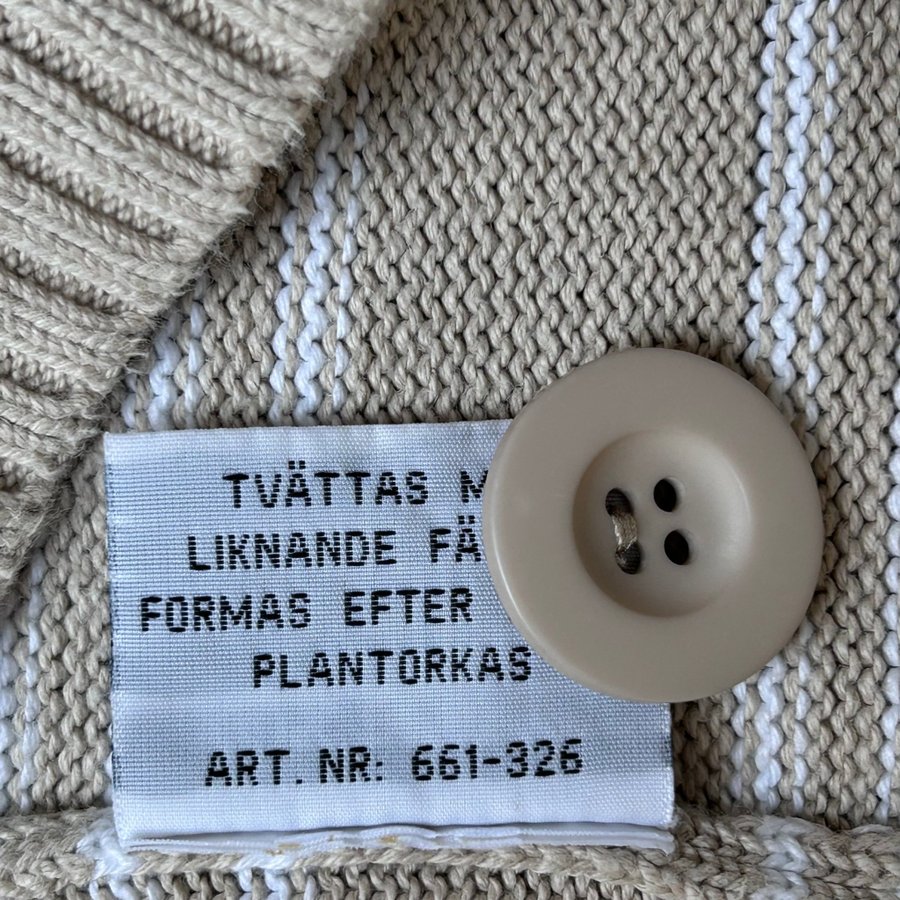 TVÄTTAS
LIKNANDE
FORMAS EFTER
PLANTORKAS
ART. NR: 661-326